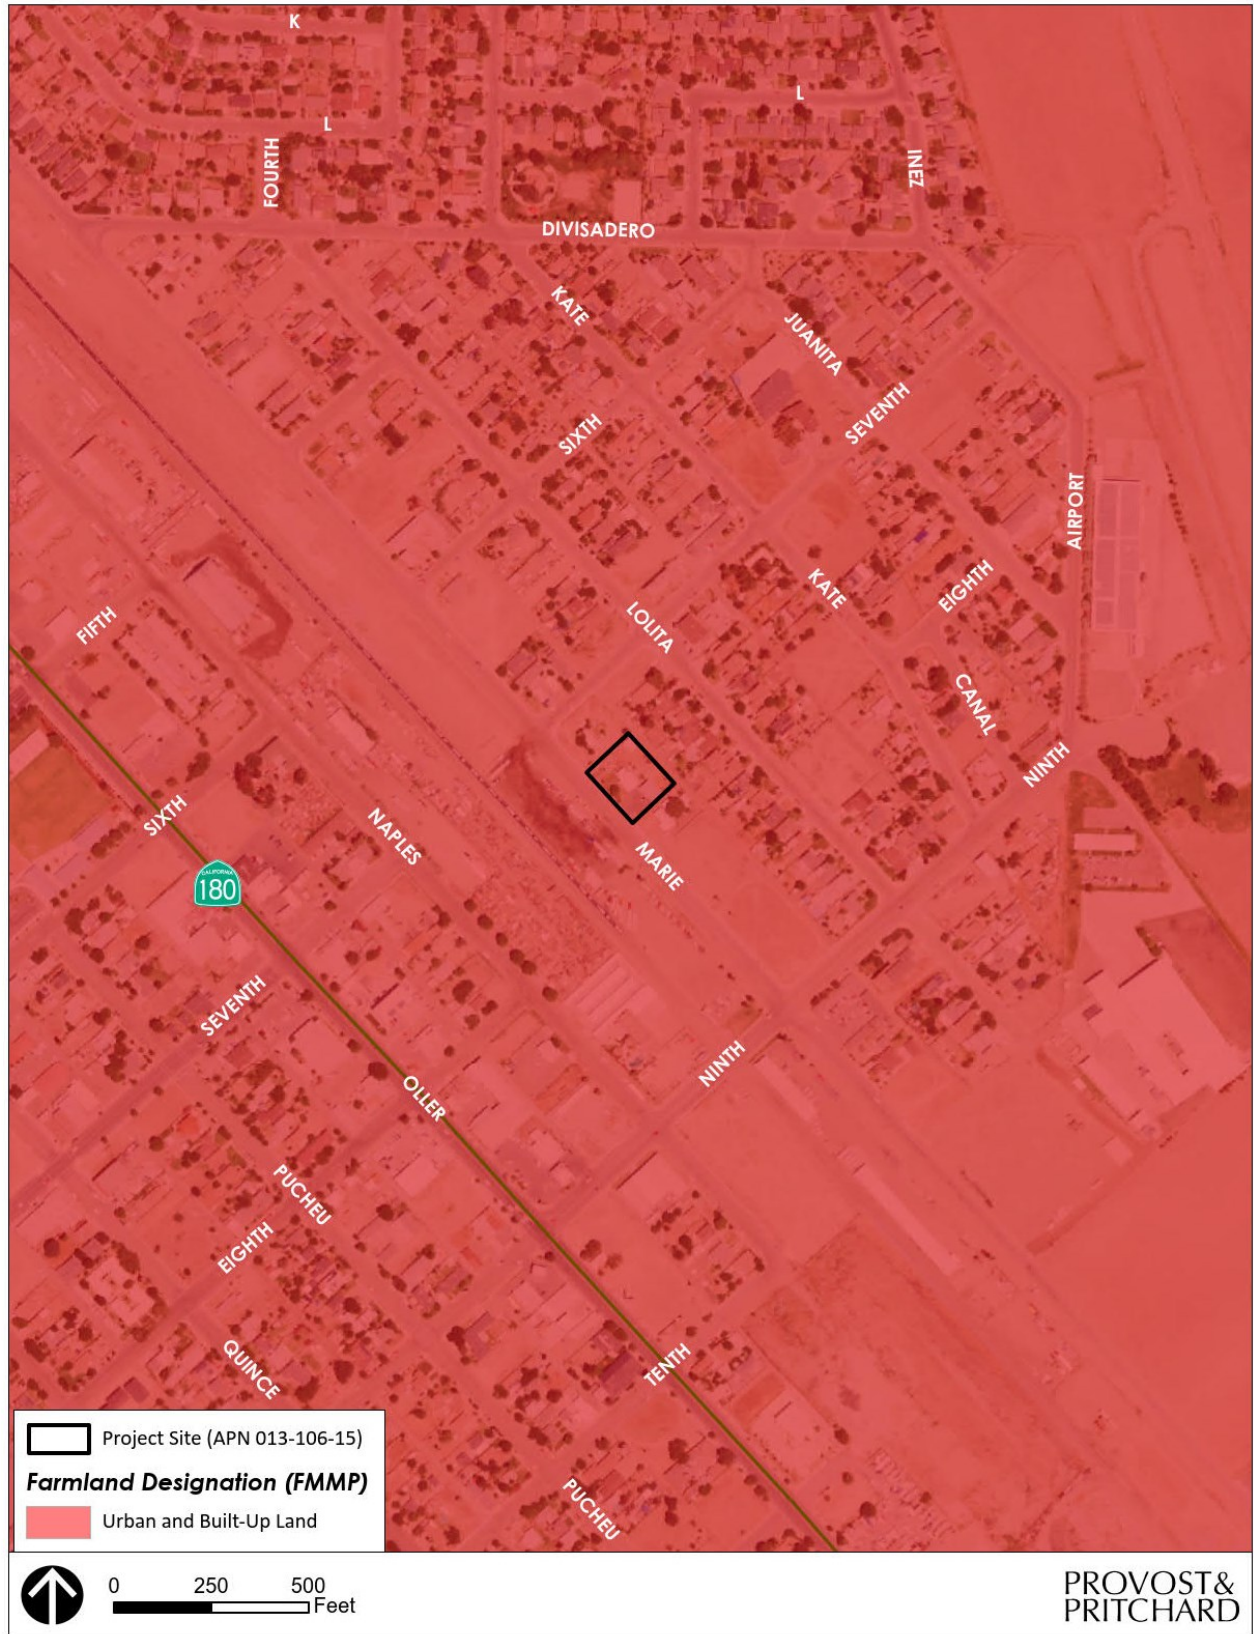 K
L
L
FOURTH
INEZ
DIVISADERO
KATE
JUANITA
SEVENTH
SIXTH
AIRPORT
KATE
EIGHTH
FIFTH
LOLITA
CANAL
NINTH
SIXTH
NAPLES
MARIE
CALIFORNIA
180
SEVENTH
NINTH
OLLER
PUCHEU
EIGHTH
QUINCE
TENTH
PUCHEU
Project Site (APN 013-106-15)
Farmland Designation (FMMP)
Urban and Built-Up Land
0 250 500
Feet
PROVOST&
PRITCHARD